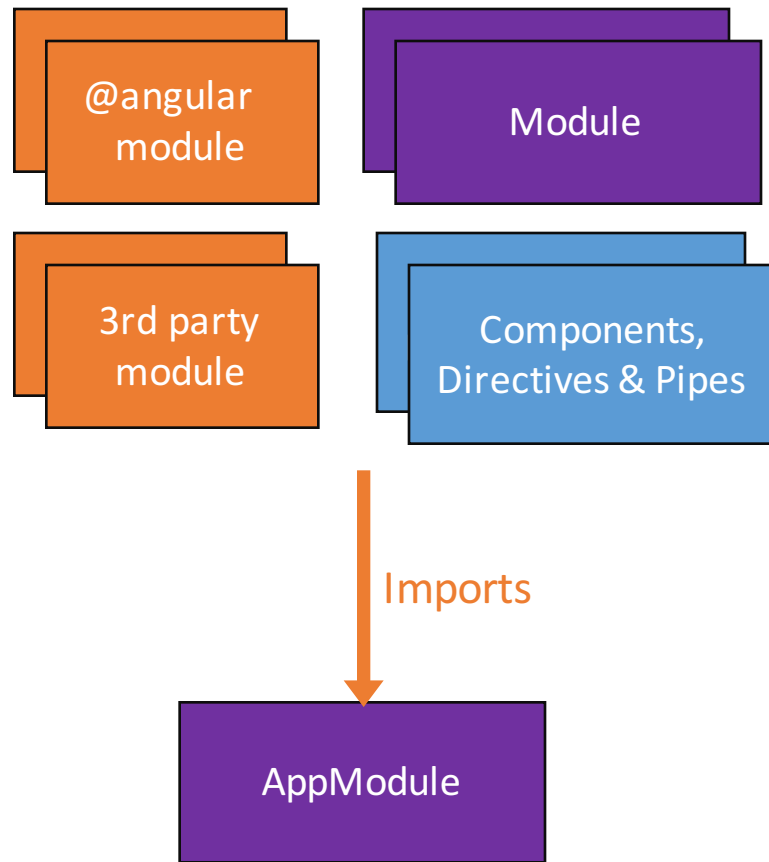 @angular
module
Module
3rd party
module
Components,
Directives & Pipes
Imports
AppModule